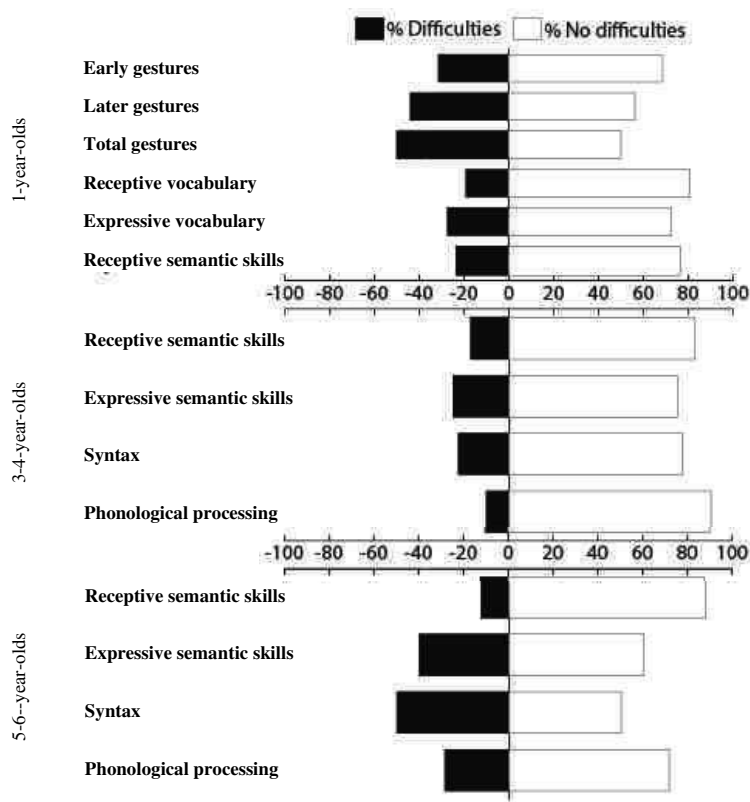 % Difficulties % No difficulties
1-year-olds
Early gestures
Later gestures
Total gestures
Receptive vocabulary
Expressive vocabulary
Receptive semantic skills
-100 -80 -60 -40 -20 0 20 40 60 80 100
3-4-year-olds
Receptive semantic skills
Expressive semantic skills
Syntax
Phonological processing
-100 -80 -60 -40 -20 0 20 40 60 80 100
5-6--year-olds
Receptive semantic skills
Expressive semantic skills
Syntax
Phonological processing